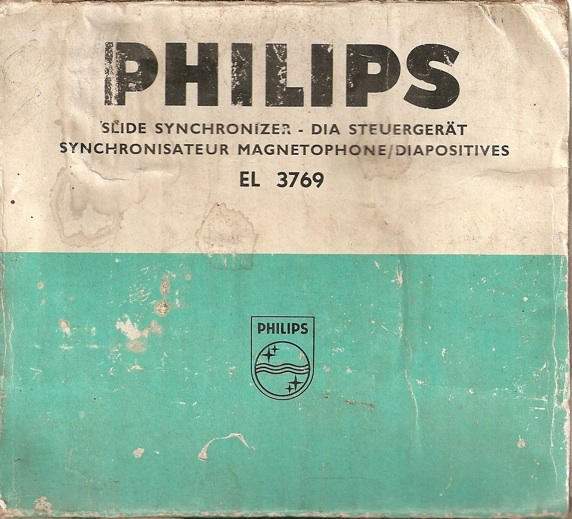 PHILIPS
SLIDE SYNCHRONIZER - DIA STEUERGERÄT
SYNCHRONISATEUR MAGNETOPHONE/DIAPOSITIVES
EL 3769
PHILIPS